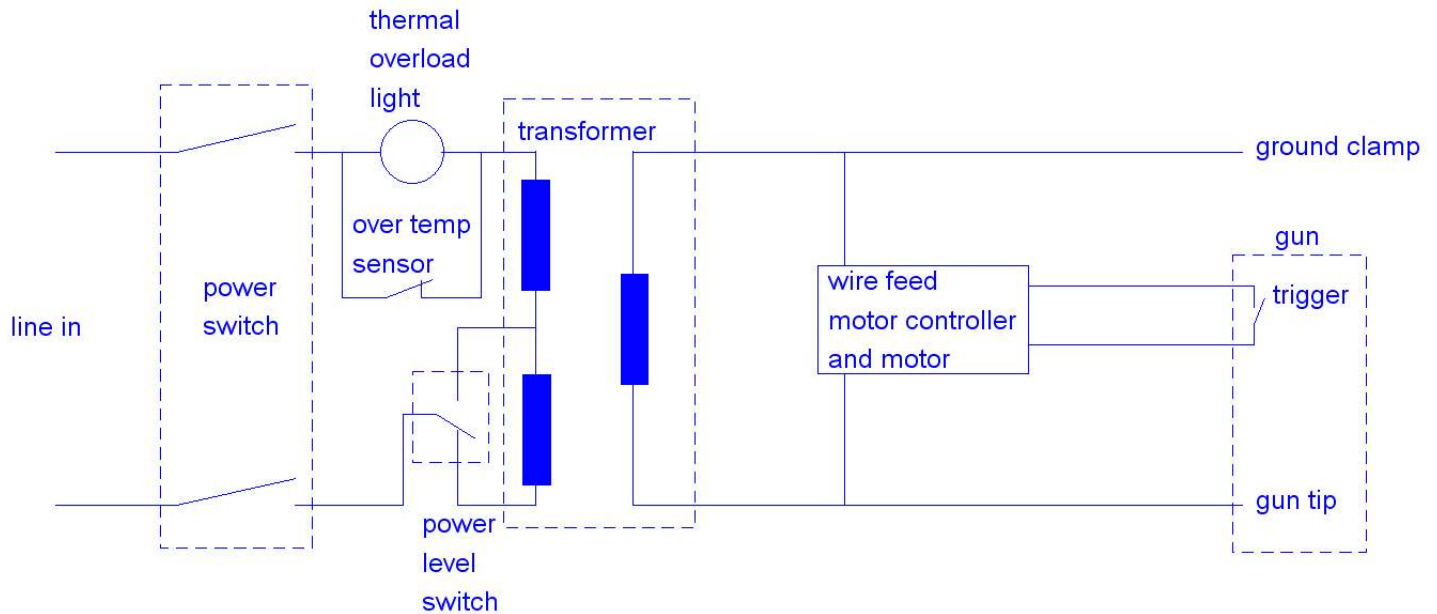 thermal
overload
light
transformer
ground clamp
over temp
sensor
gun
power
switch
line in
wire feed
motor controller
and motor
trigger
gun tip
power
level
switch